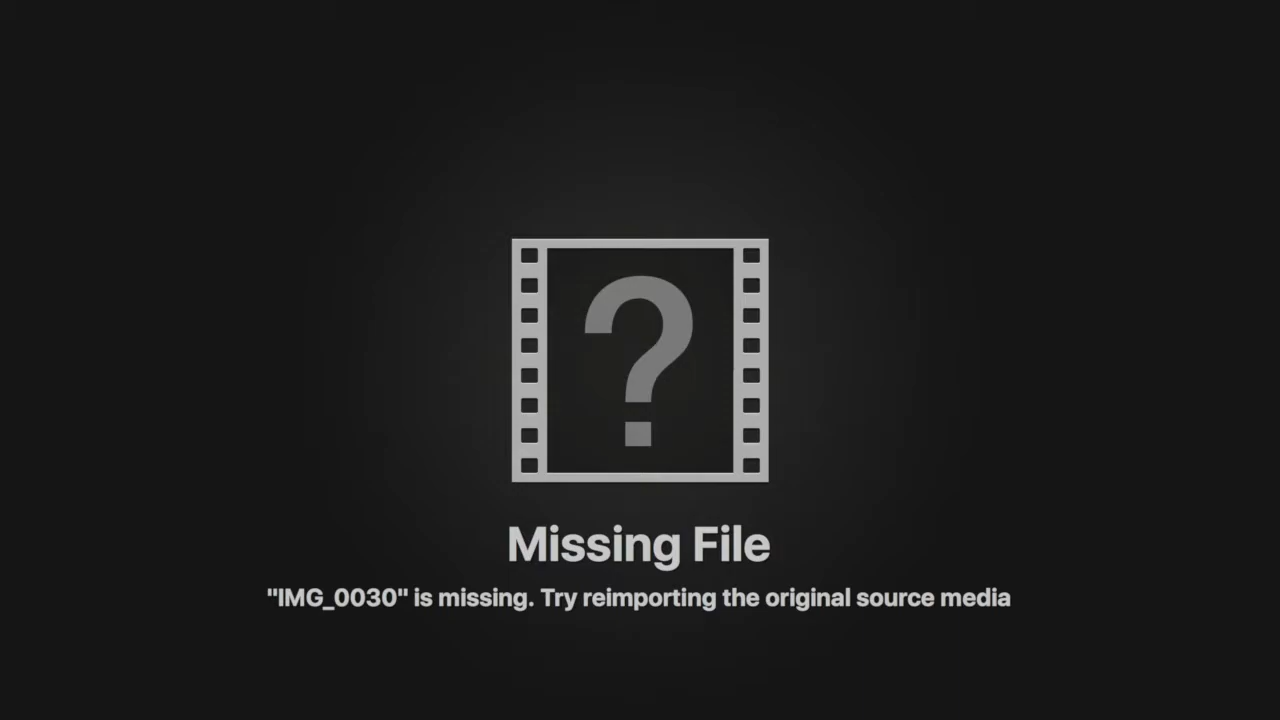 ?
Missing File
"IMG_0030" is missing. Try reimporting the original source media